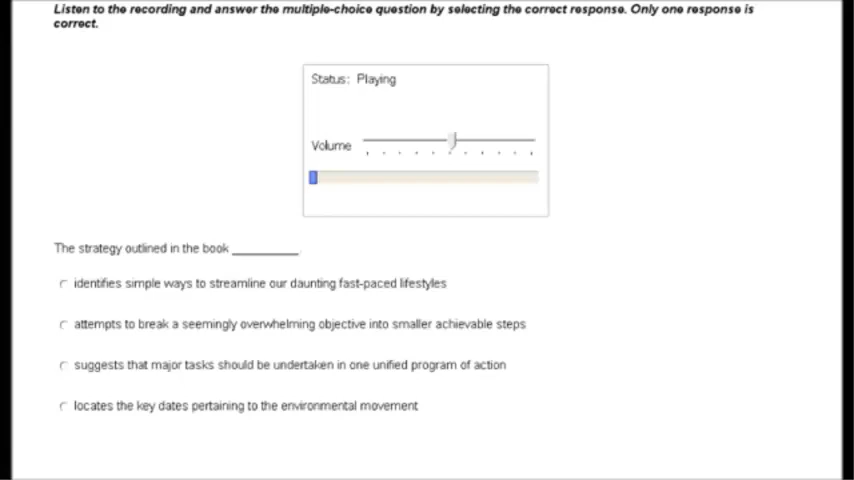 Listen to the recording and answer the multiple-choice question by selecting the correct response. Only one response is
correct.
Status: Playing
Volume
The strategy outlined in the book __________.
identifies simple ways to streamline our daunting fast-paced lifestyles
attempts to break a seemingly overwhelming objective into smaller achievable steps
suggests that major tasks should be undertaken in one unified program of action
locates the key dates pertaining to the environmental movement